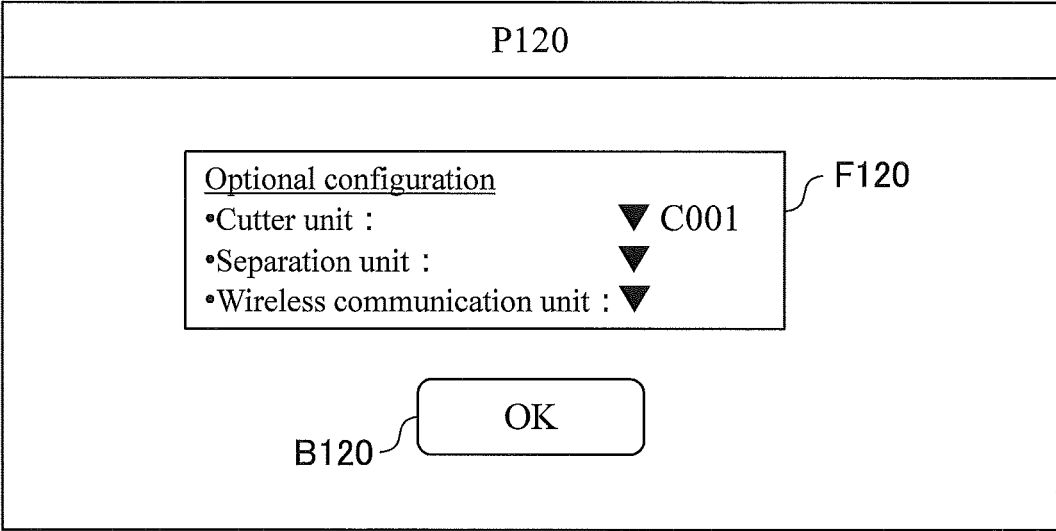 P120
Optional configuration
•Cutter unit : ▼ C001
•Separation unit : ▼
•Wireless communication unit : ▼
F120
OK
B120